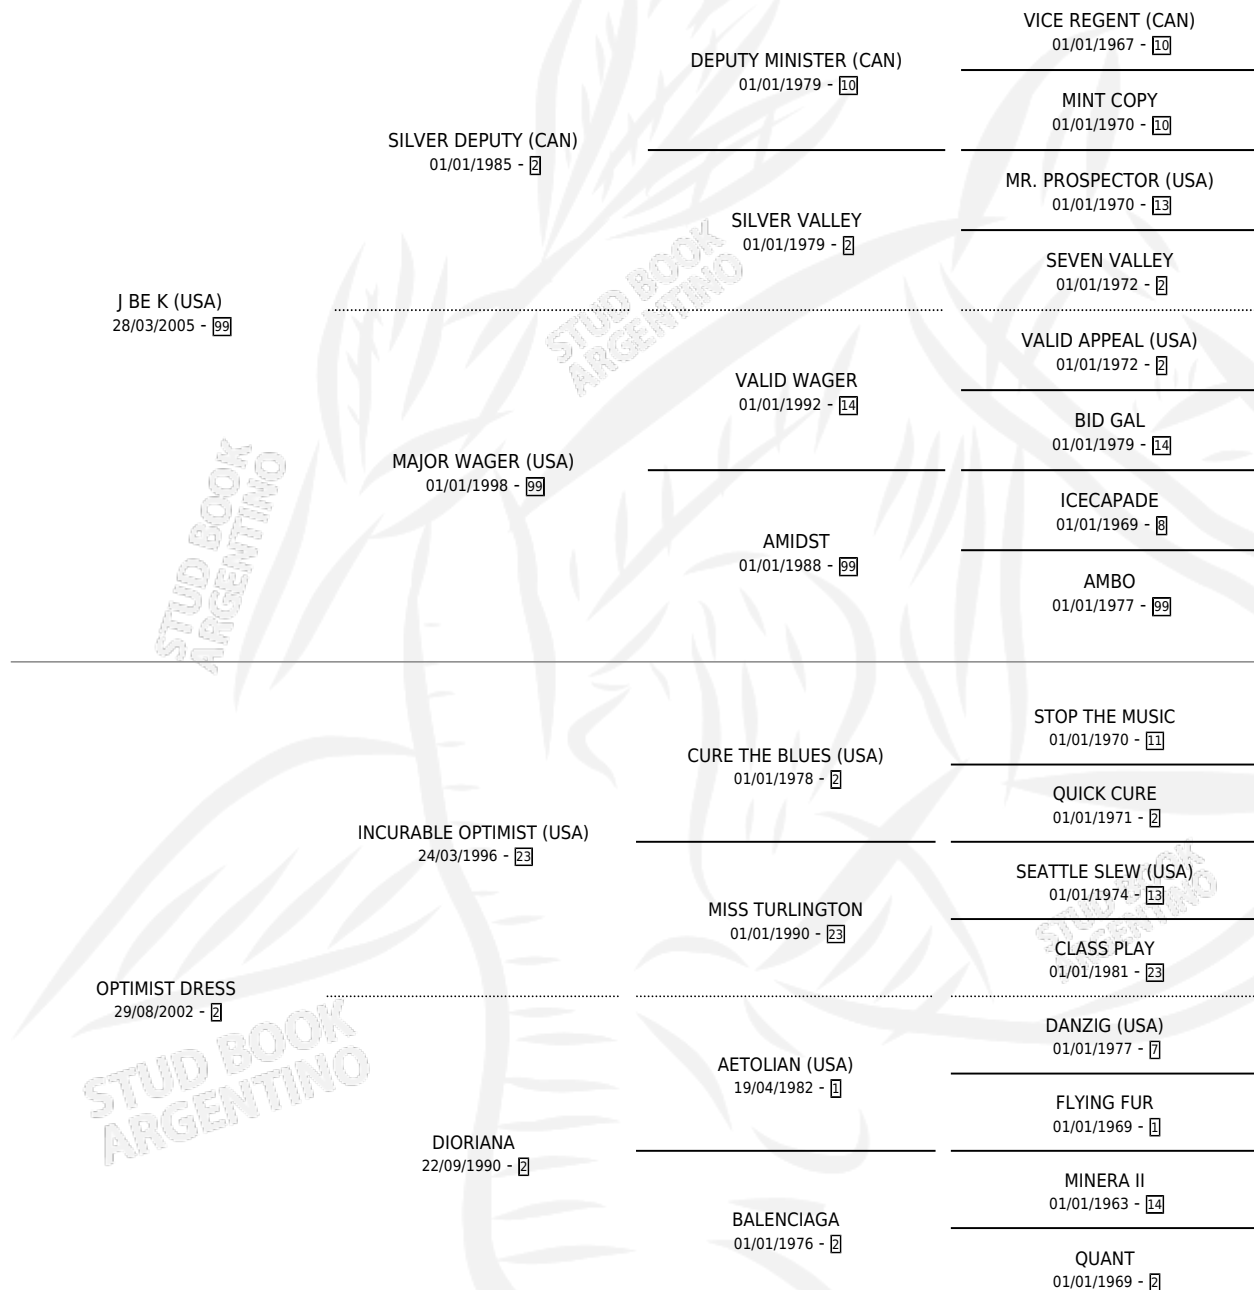 VICE REGENT (CAN)
01/01/1967 - 10
DEPUTY MINISTER (CAN)
01/01/1979 - 10
MINT COPY
01/01/1970 - 10
SILVER DEPUTY (CAN)
01/01/1985 - 2
MR. PROSPECTOR (USA)
01/01/1970 - 13
SILVER VALLEY
01/01/1979 - 2
SEVEN VALLEY
01/01/1972 - 2
J BE K (USA)
28/03/2005 - 99
STUD BOOK
ARGENTINO
VALID APPEAL (USA)
01/01/1972 - 2
VALID WAGER
01/01/1992 - 14
BID GAL
01/01/1979 - 14
MAJOR WAGER (USA)
01/01/1998 - 99
ICECAPADE
01/01/1969 - 8
AMIDST
01/01/1988 - 99
AMBO
01/01/1977 - 99
STUD BOOK
ARGENTINO
STOP THE MUSIC
01/01/1970 - 11
CURE THE BLUES (USA)
01/01/1978 - 2
QUICK CURE
01/01/1971 - 2
INCURABLE OPTIMIST (USA)
24/03/1996 - 23
SEATTLE SLEW (USA)
01/01/1974 - 13
MISS TURLINGTON
01/01/1990 - 23
STUD BOOK
ARGENTINO
CLASS PLAY
01/01/1981 - 23
OPTIMIST DRESS
29/08/2002 - 2
DANZIG (USA)
01/01/1977 - 7
AETOLIAN (USA)
19/04/1982 - 1
FLYING FUR
01/01/1969 - 1
STUD BOOK
ARGENTINO
DIORIANA
22/09/1990 - 2
MINERA II
01/01/1963 - 14
BALENCIAGA
01/01/1976 - 2
QUANT
01/01/1969 - 2